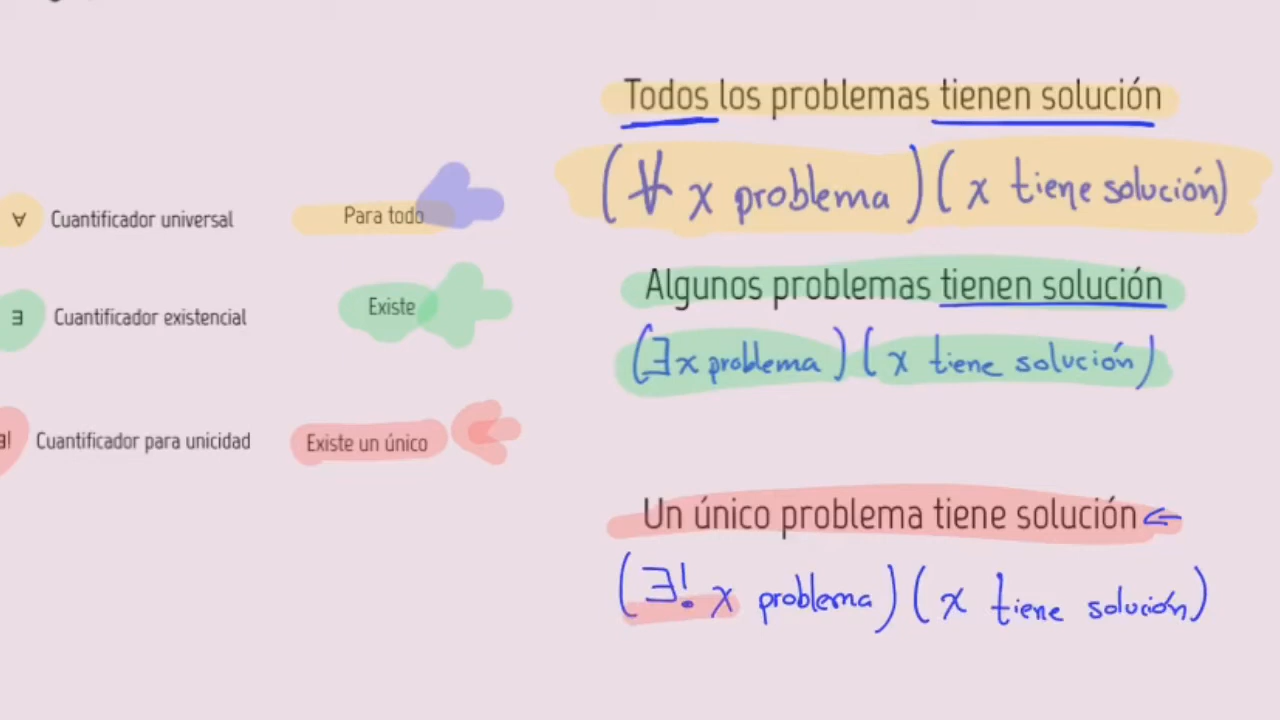 Todos los problemas tienen solución
(∀ x problema) (x tiene solución)
∀ Cuantificador universal Para todo
Algunos problemas tienen solución
∃ Cuantificador existencial Existe
(∃ x problema) (x tiene solución)
∃! Cuantificador para unicidad Existe un único
Un único problema tiene solución ←
(∃! x problema) (x tiene solución)